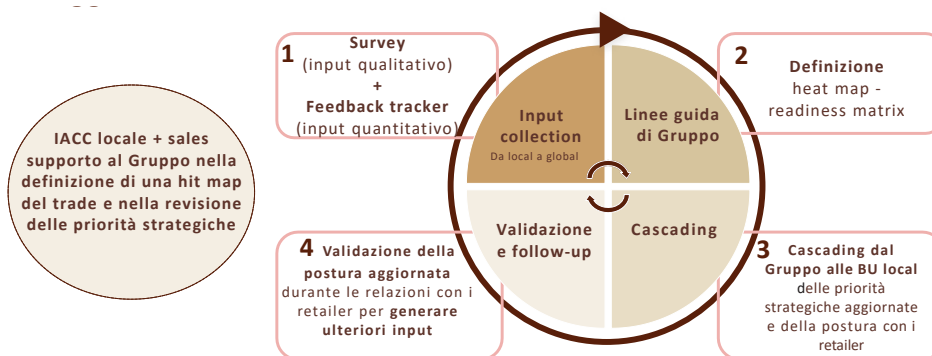 IACC locale + sales
supporto al Gruppo nella
definizione di una hit map
del trade e nella revisione
delle priorità strategiche
1
Survey
(input qualitativo)
+
Feedback tracker
(input quantitativo)
Input
collection
Da local a global
Linee guida
di Gruppo
2
Definizione
heat map -
readiness matrix
4 Validazione della
postura aggiornata
durante le relazioni con i
retailer per generare
ulteriori input
Validazione
e follow-up
Cascading
3
Cascading dal
Gruppo alle BU local
delle priorità
strategiche aggiornate
e della postura con i
retailer